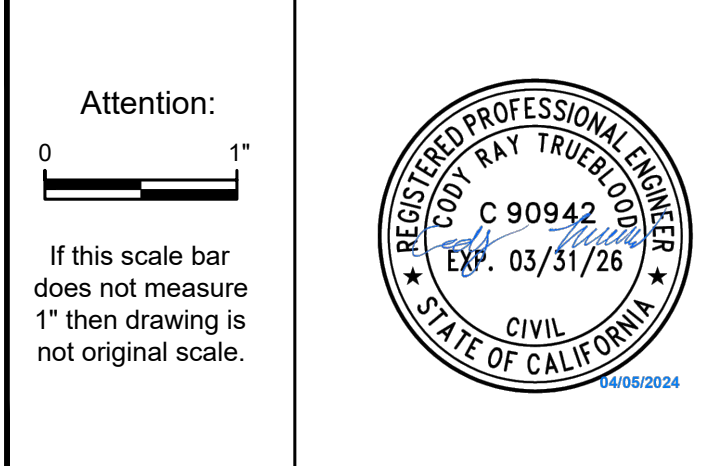 Attention:
0 1"
If this scale bar
does not measure
1" then drawing is
not original scale.
REGISTERED PROFESSIONAL ENGINEER
CODY RAY TRUEBLOOD
C 90942
EXP. 03/31/26
CIVIL
STATE OF CALIFORNIA
04/05/2024